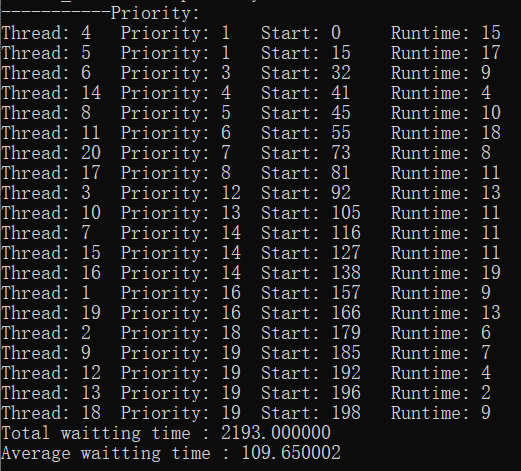 -----------Priority:
Thread: 4 Priority: 1 Start: 0 Runtime: 15
Thread: 5 Priority: 1 Start: 15 Runtime: 17
Thread: 6 Priority: 3 Start: 32 Runtime: 9
Thread: 14 Priority: 4 Start: 41 Runtime: 4
Thread: 8 Priority: 5 Start: 45 Runtime: 10
Thread: 11 Priority: 6 Start: 55 Runtime: 18
Thread: 20 Priority: 7 Start: 73 Runtime: 8
Thread: 17 Priority: 8 Start: 81 Runtime: 11
Thread: 3 Priority: 12 Start: 92 Runtime: 13
Thread: 10 Priority: 13 Start: 105 Runtime: 11
Thread: 7 Priority: 14 Start: 116 Runtime: 11
Thread: 15 Priority: 14 Start: 127 Runtime: 11
Thread: 16 Priority: 14 Start: 138 Runtime: 19
Thread: 1 Priority: 16 Start: 157 Runtime: 9
Thread: 19 Priority: 16 Start: 166 Runtime: 13
Thread: 2 Priority: 18 Start: 179 Runtime: 6
Thread: 9 Priority: 19 Start: 185 Runtime: 7
Thread: 12 Priority: 19 Start: 192 Runtime: 4
Thread: 13 Priority: 19 Start: 196 Runtime: 2
Thread: 18 Priority: 19 Start: 198 Runtime: 9
Total waitting time : 2193.000000
Average waitting time : 109.650002